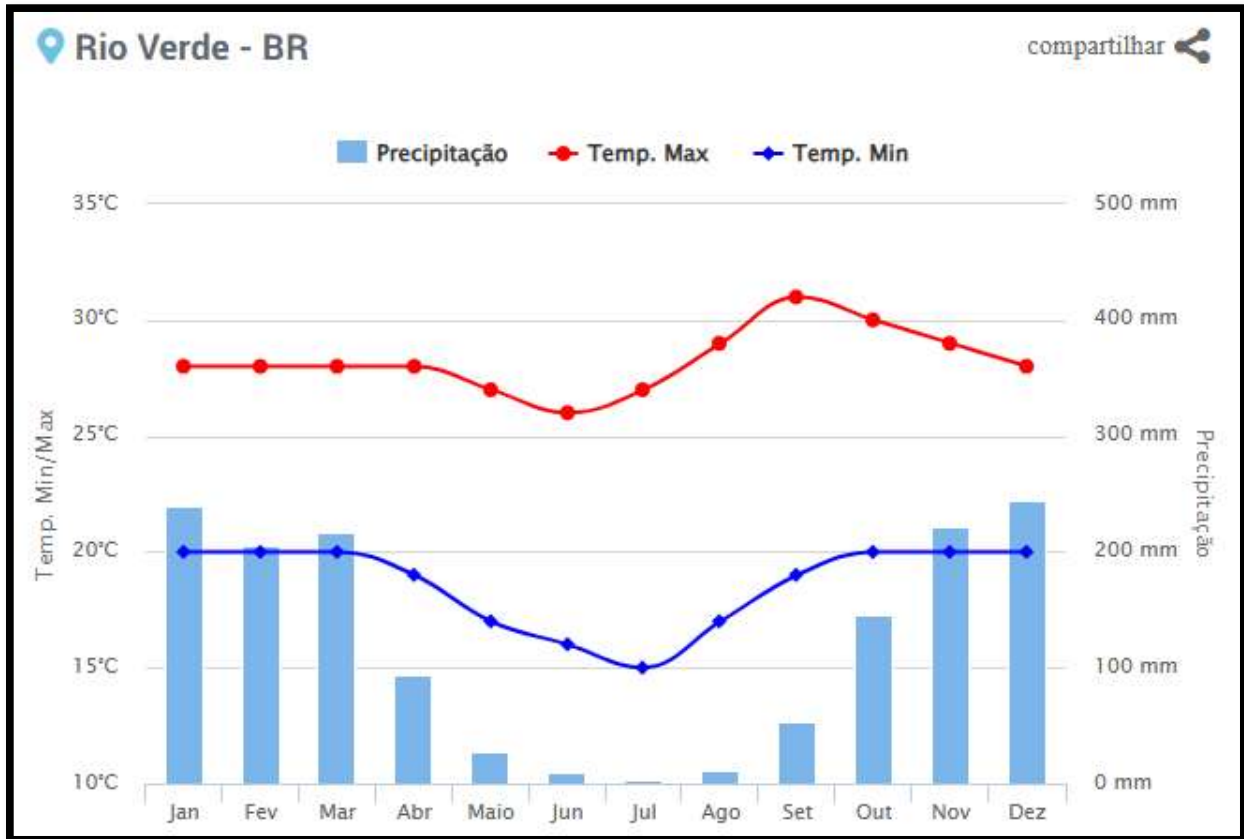 Rio Verde - BR
compartilhar
Precipitação Temp. Max Temp. Min
35°C 500 mm
30°C 400 mm
25°C 300 mm
20°C 200 mm
15°C 100 mm
10°C 0 mm
Temp. Min/Max
Precipitação
Jan Fev Mar Abr Maio Jun Jul Ago Set Out Nov Dez